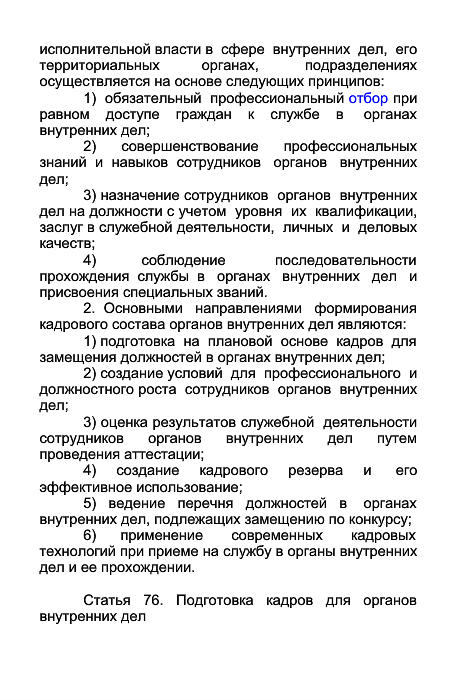 исполнительной власти в сфере внутренних дел, его
территориальных органах, подразделениях
осуществляется на основе следующих принципов:
1) обязательный профессиональный отбор при
равном доступе граждан к службе в органах
внутренних дел;
2) совершенствование профессиональных
знаний и навыков сотрудников органов внутренних
дел;
3) назначение сотрудников органов внутренних
дел на должности с учетом уровня их квалификации,
заслуг в служебной деятельности, личных и деловых
качеств;
4) соблюдение последовательности
прохождения службы в органах внутренних дел и
присвоения специальных званий.
2. Основными направлениями формирования
кадрового состава органов внутренних дел являются:
1) подготовка на плановой основе кадров для
замещения должностей в органах внутренних дел;
2) создание условий для профессионального и
должностного роста сотрудников органов внутренних
дел;
3) оценка результатов служебной деятельности
сотрудников органов внутренних дел путем
проведения аттестации;
4) создание кадрового резерва и его
эффективное использование;
5) ведение перечня должностей в органах
внутренних дел, подлежащих замещению по конкурсу;
6) применение современных кадровых
технологий при приеме на службу в органы внутренних
дел и ее прохождении.
Статья 76. Подготовка кадров для органов
внутренних дел